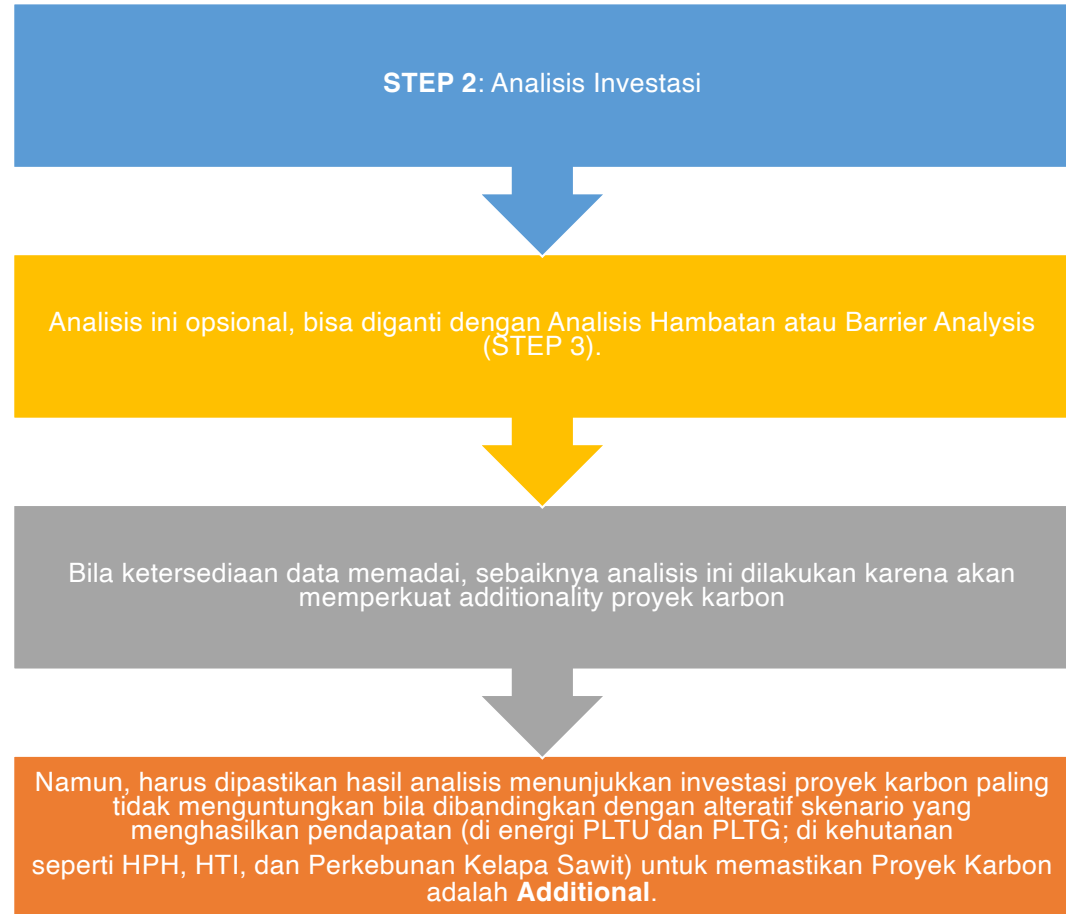 STEP 2: Analisis Investasi
Analisis ini opsional, bisa diganti dengan Analisis Hambatan atau Barrier Analysis
(STEP 3).
Bila ketersediaan data memadai, sebaiknya analisis ini dilakukan karena akan
memperkuat additionality proyek karbon
Namun, harus dipastikan hasil analisis menunjukkan investasi proyek karbon paling
tidak menguntungkan bila dibandingkan dengan alteratif skenario yang
menghasilkan pendapatan (di energi PLTU dan PLTG; di kehutanan
seperti HPH, HTI, dan Perkebunan Kelapa Sawit) untuk memastikan Proyek Karbon
adalah Additional.